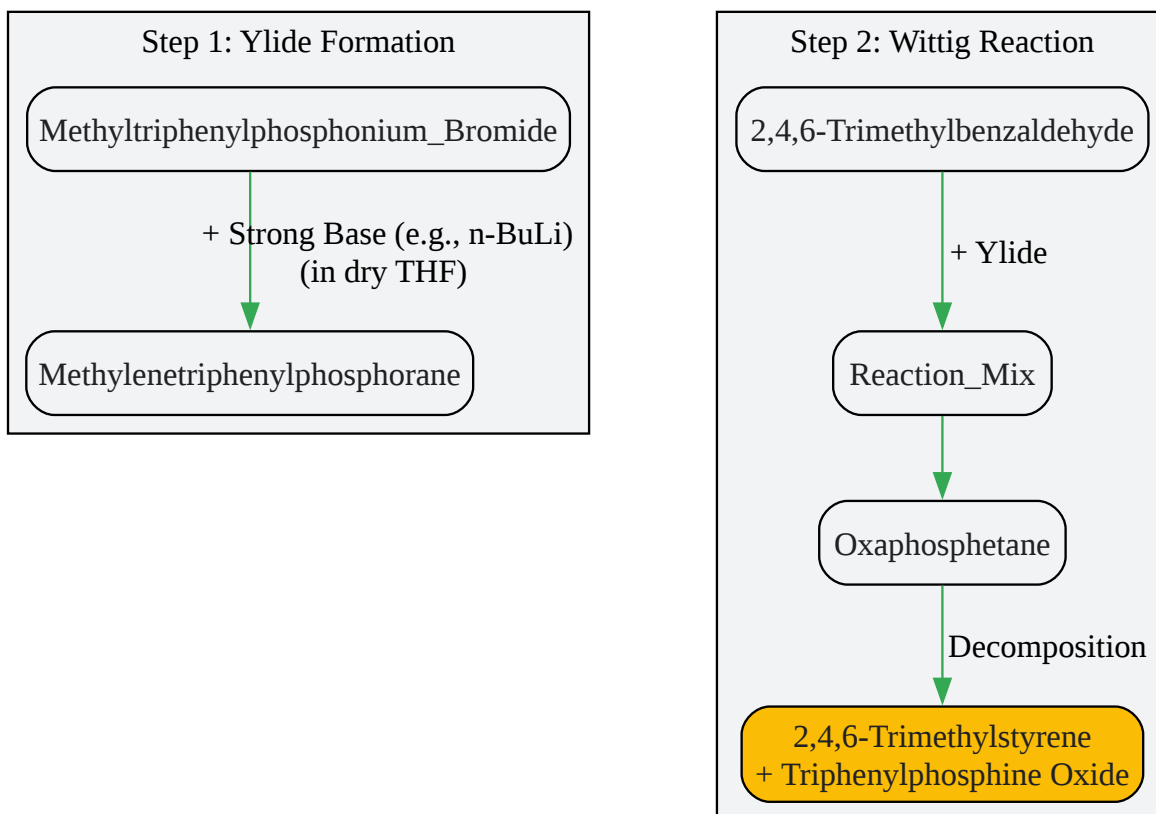 Step 1: Ylide Formation
Methyltriphenylphosphonium_Bromide
+ Strong Base (e.g., n-BuLi)
(in dry THF)
Methylenetriphenylphosphorane
Step 2: Wittig Reaction
2,4,6-Trimethylbenzaldehyde
+ Ylide
Reaction_Mix
Oxaphosphetane
Decomposition
2,4,6-Trimethylstyrene
+ Triphenylphosphine Oxide